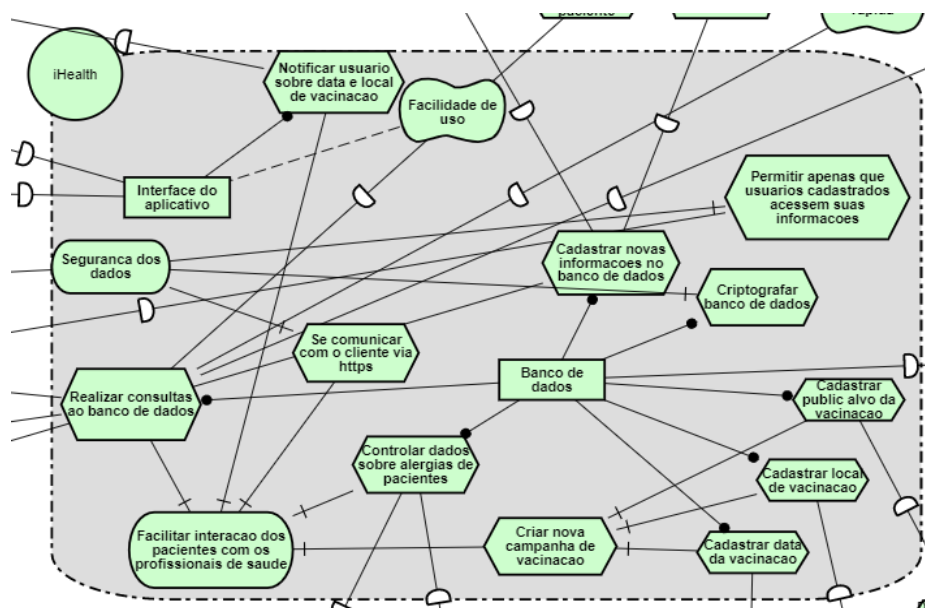 paciente
rapida
iHealth
Notificar usuario
sobre data e local
de vacinacao
Facilidade de
uso
Interface do
aplicativo
Permitir apenas que
usuarios cadastrados
acessem suas
informacoes
Seguranca dos
dados
Cadastrar novas
informacoes no
banco de dados
Criptografar
banco de dados
Se comunicar
com o cliente via
https
Banco de
dados
Realizar consultas
ao banco de dados
Cadastrar
public alvo da
vacinacao
Controlar dados
sobre alergias de
pacientes
Cadastrar local
de vacinacao
Facilitar interacao dos
pacientes com os
profissionais de saude
Criar nova
campanha de
vacinacao
Cadastrar data
da vacinacao